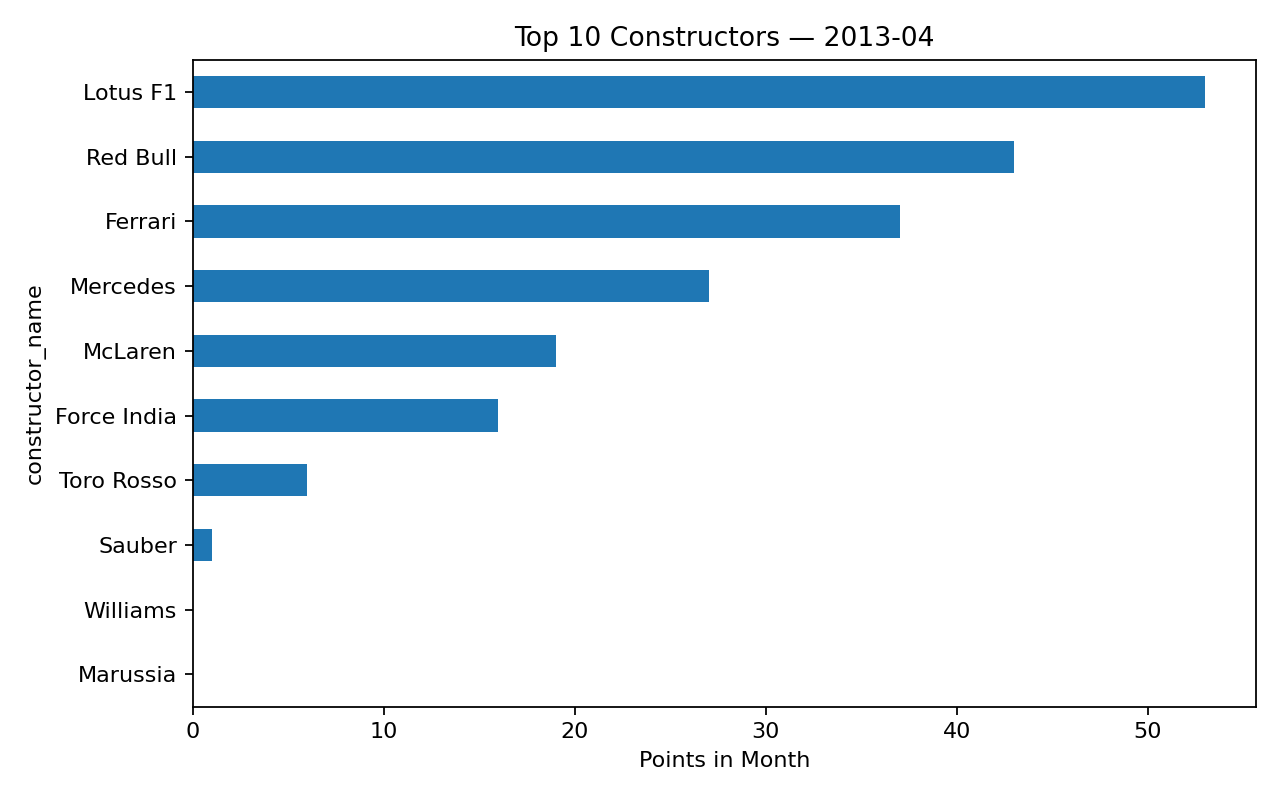 Top 10 Constructors — 2013-04
constructor_name
Lotus F1
Red Bull
Ferrari
Mercedes
McLaren
Force India
Toro Rosso
Sauber
Williams
Marussia
0 10 20 30 40 50
Points in Month